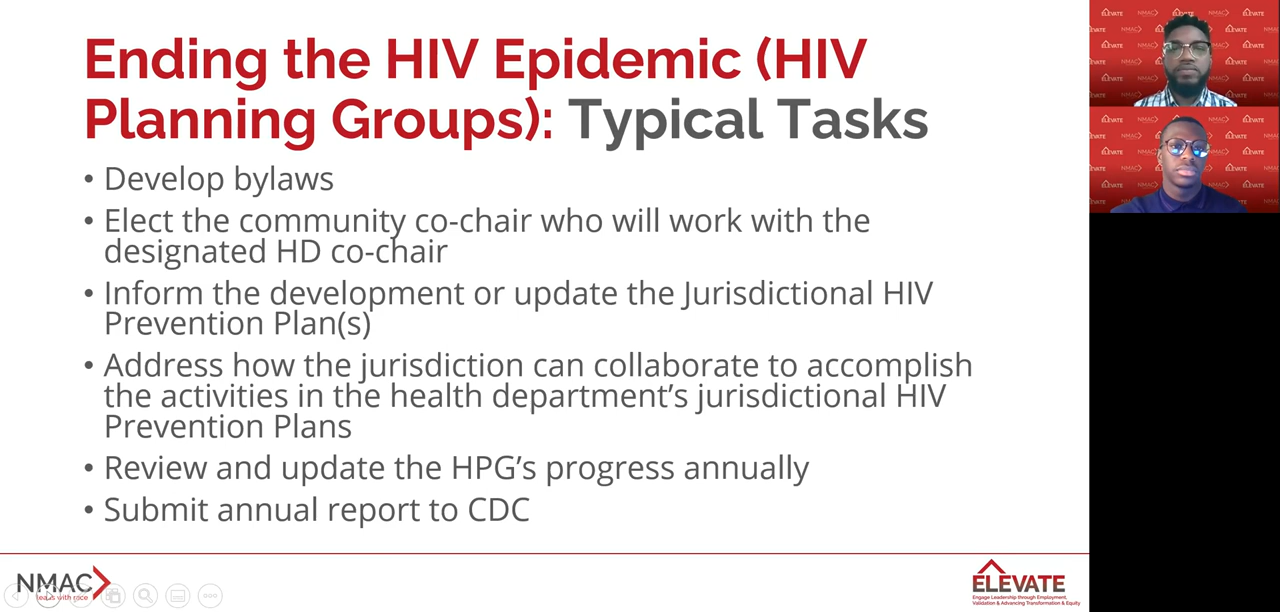 Ending the HIV Epidemic (HIV
Planning Groups): Typical Tasks
• Develop bylaws
• Elect the community co-chair who will work with the
designated HD co-chair
• Inform the development or update the Jurisdictional HIV
Prevention Plan(s)
• Address how the jurisdiction can collaborate to accomplish
the activities in the health department's jurisdictional HIV
Prevention Plans
• Review and update the HPG's progress annually
• Submit annual report to CDC
NMAC
leads with race
ELEVATE
Engage Leadership through Employment,
Validation & Advancing Transformation & Equity